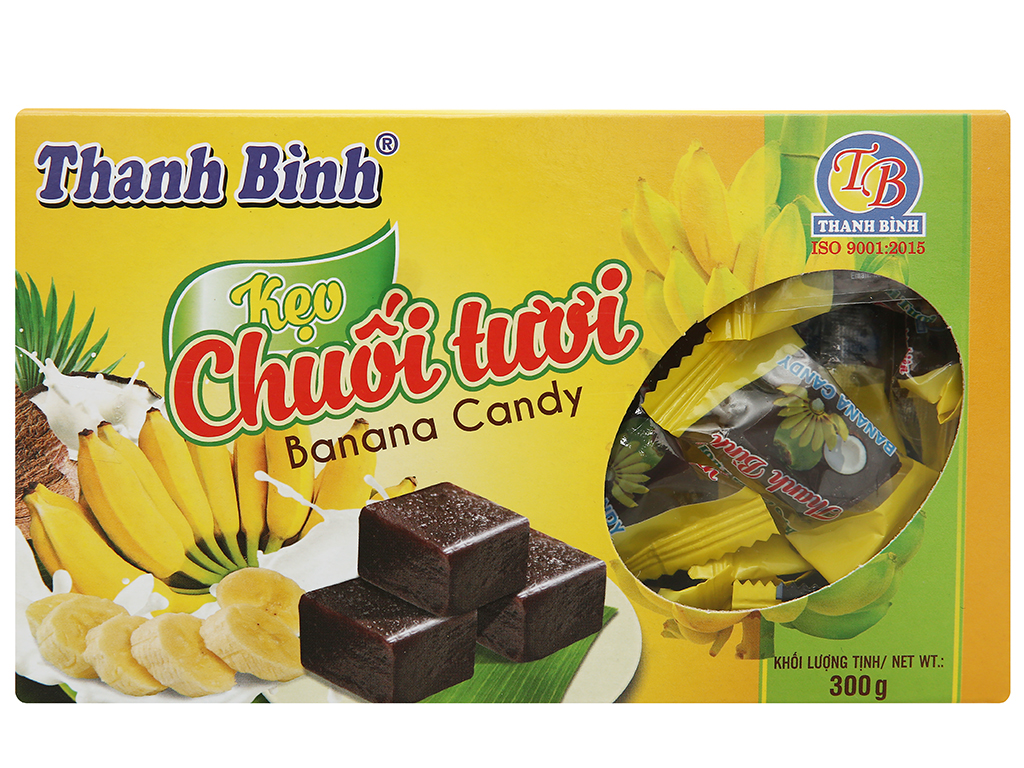 Thanh Bình®
Kẹo
Chuối tươi
Banana Candy
TB
THANH BÌNH
ISO 9001:2015
BANANA CANDY
Thanh Bình
KHỐI LƯỢNG TỊNH/ NET WT.:
300g